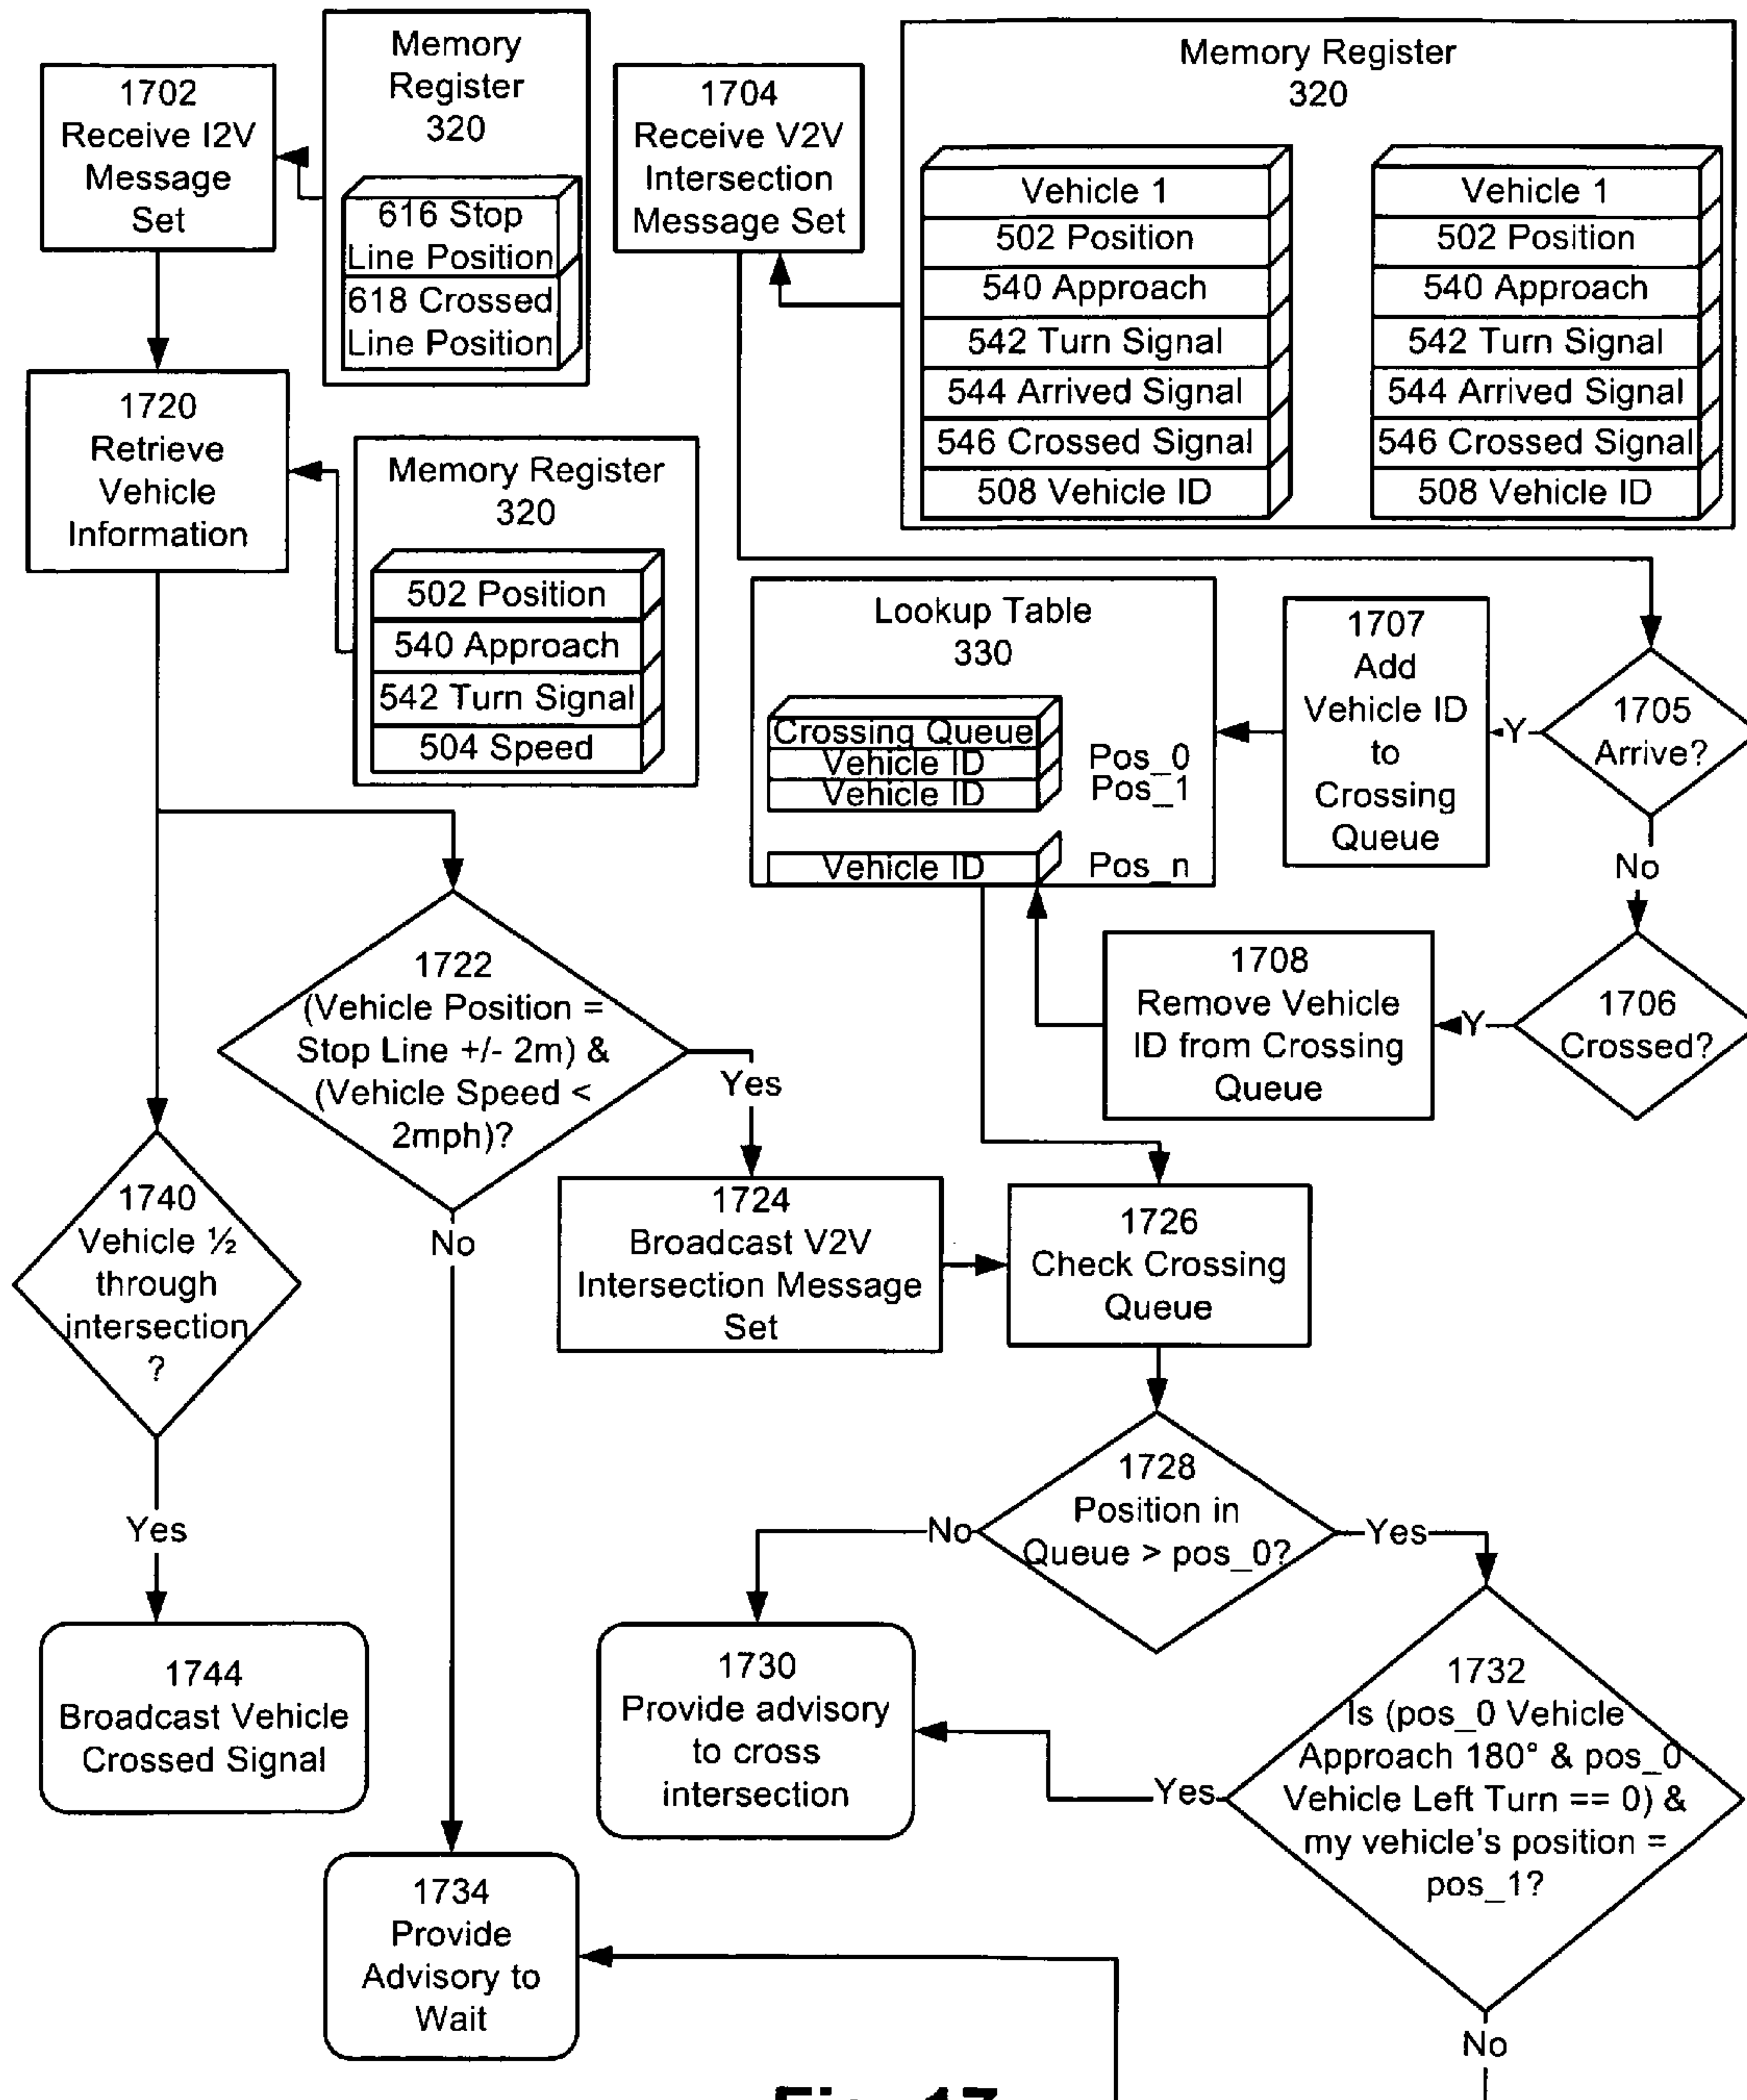 1702
Receive I2V
Message
Set
Memory
Register
320
616 Stop
Line Position
618 Crossed
Line Position
1704
Receive V2V
Intersection
Message Set
Memory Register
320
Vehicle 1
502 Position
540 Approach
542 Turn Signal
544 Arrived Signal
546 Crossed Signal
508 Vehicle ID
Vehicle 1
502 Position
540 Approach
542 Turn Signal
544 Arrived Signal
546 Crossed Signal
508 Vehicle ID
1720
Retrieve
Vehicle
Information
Memory Register
320
502 Position
540 Approach
542 Turn Signal
504 Speed
Lookup Table
330
Crossing Queue
Vehicle ID Pos_0
Vehicle ID Pos_1
Vehicle ID Pos_n
1707
Add
Vehicle ID
to
Crossing
Queue
Y
1705
Arrive?
No
1708
Remove Vehicle
ID from Crossing
Queue
Y
1706
Crossed?
1722
(Vehicle Position =
Stop Line +/- 2m) &
(Vehicle Speed <
2mph)?
Yes
No
1740
Vehicle ½
through
intersection
?
Yes
1724
Broadcast V2V
Intersection Message
Set
1726
Check Crossing
Queue
1728
Position in
Queue > pos_0?
No
Yes
1744
Broadcast Vehicle
Crossed Signal
1730
Provide advisory
to cross
intersection
1732
Is (pos_0 Vehicle
Approach 180° & pos_0
Vehicle Left Turn == 0) &
my vehicle's position =
pos_1?
Yes
No
1734
Provide
Advisory to
Wait
Fig. 17